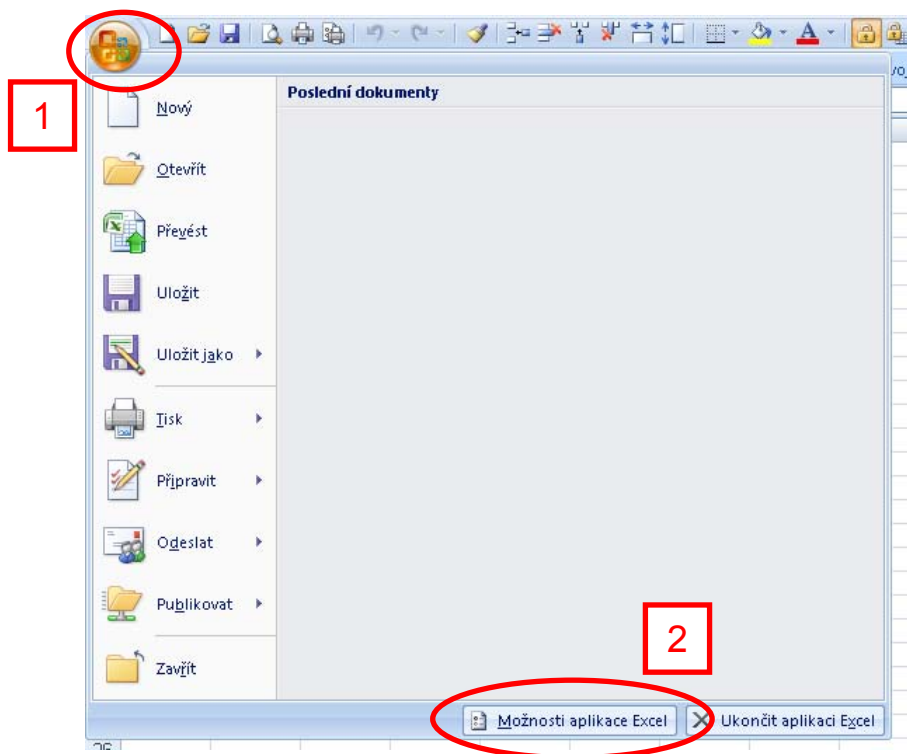 1
Nový
Poslední dokumenty
Otevřít
Převést
Uložit
Uložit jako
Tisk
Připravit
Odeslat
Publikovat
Zavřít
2
Možnosti aplikace Excel
Ukončit aplikaci Excel